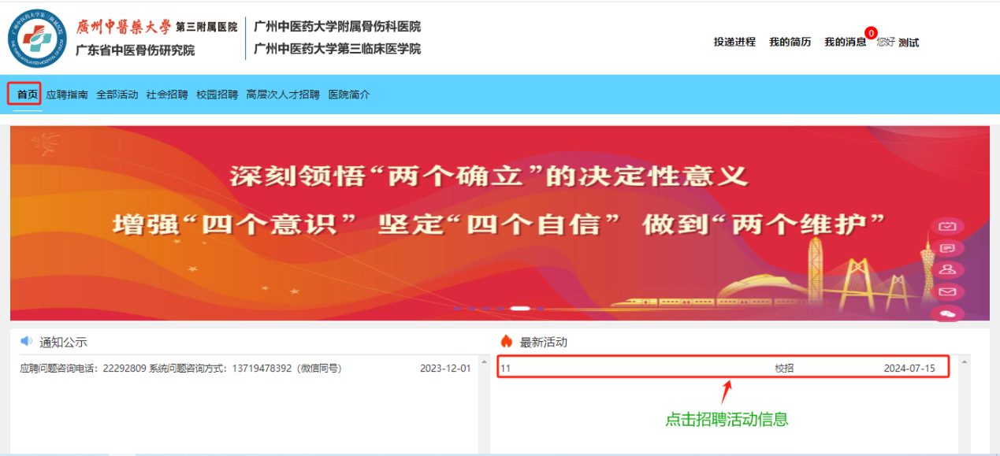 廣州中醫藥大學 第三附属医院
广东省中医骨伤研究院
广州中医药大学附属骨伤科医院
广州中医药大学第三临床医学院
投递进程 我的简历 我的消息 0 您好 测试
首页 应聘指南 全部活动 社会招聘 校园招聘 高层次人才招聘 医院简介
深刻领悟“两个确立”的决定性意义
增强“四个意识” 坚定“四个自信” 做到“两个维护”
通知公示
应聘问题咨询电话：22292809 系统问题咨询方式：13719478392（微信同号） 2023-12-01
最新活动
11 校招 2024-07-15
点击招聘活动信息